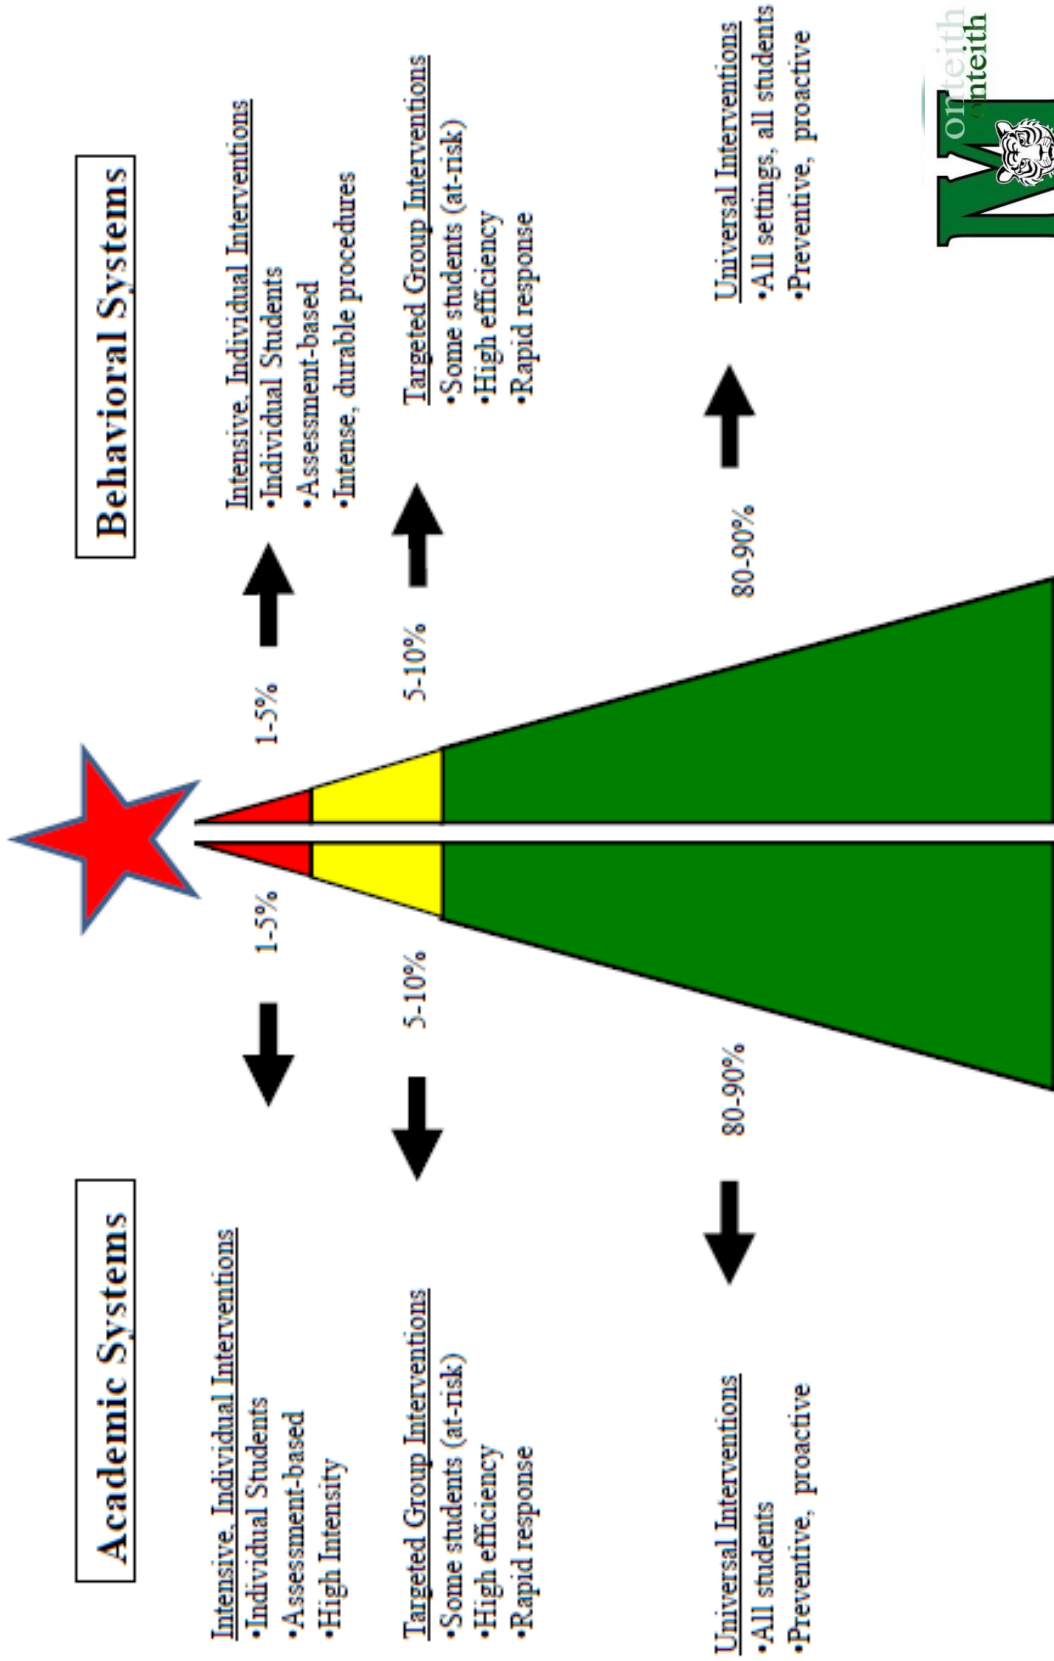 Academic Systems
Intensive, Individual Interventions
•Individual Students
•Assessment-based
•High Intensity
1-5%
Targeted Group Interventions
•Some students (at-risk)
•High efficiency
•Rapid response
5-10%
Universal Interventions
•All students
•Preventive, proactive
80-90%
Behavioral Systems
1-5%
Intensive, Individual Interventions
•Individual Students
•Assessment-based
•Intense, durable procedures
5-10%
Targeted Group Interventions
•Some students (at-risk)
•High efficiency
•Rapid response
80-90%
Universal Interventions
•All settings, all students
•Preventive, proactive
M
onteith
onteith